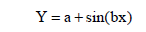 Y = a + sin(bx)